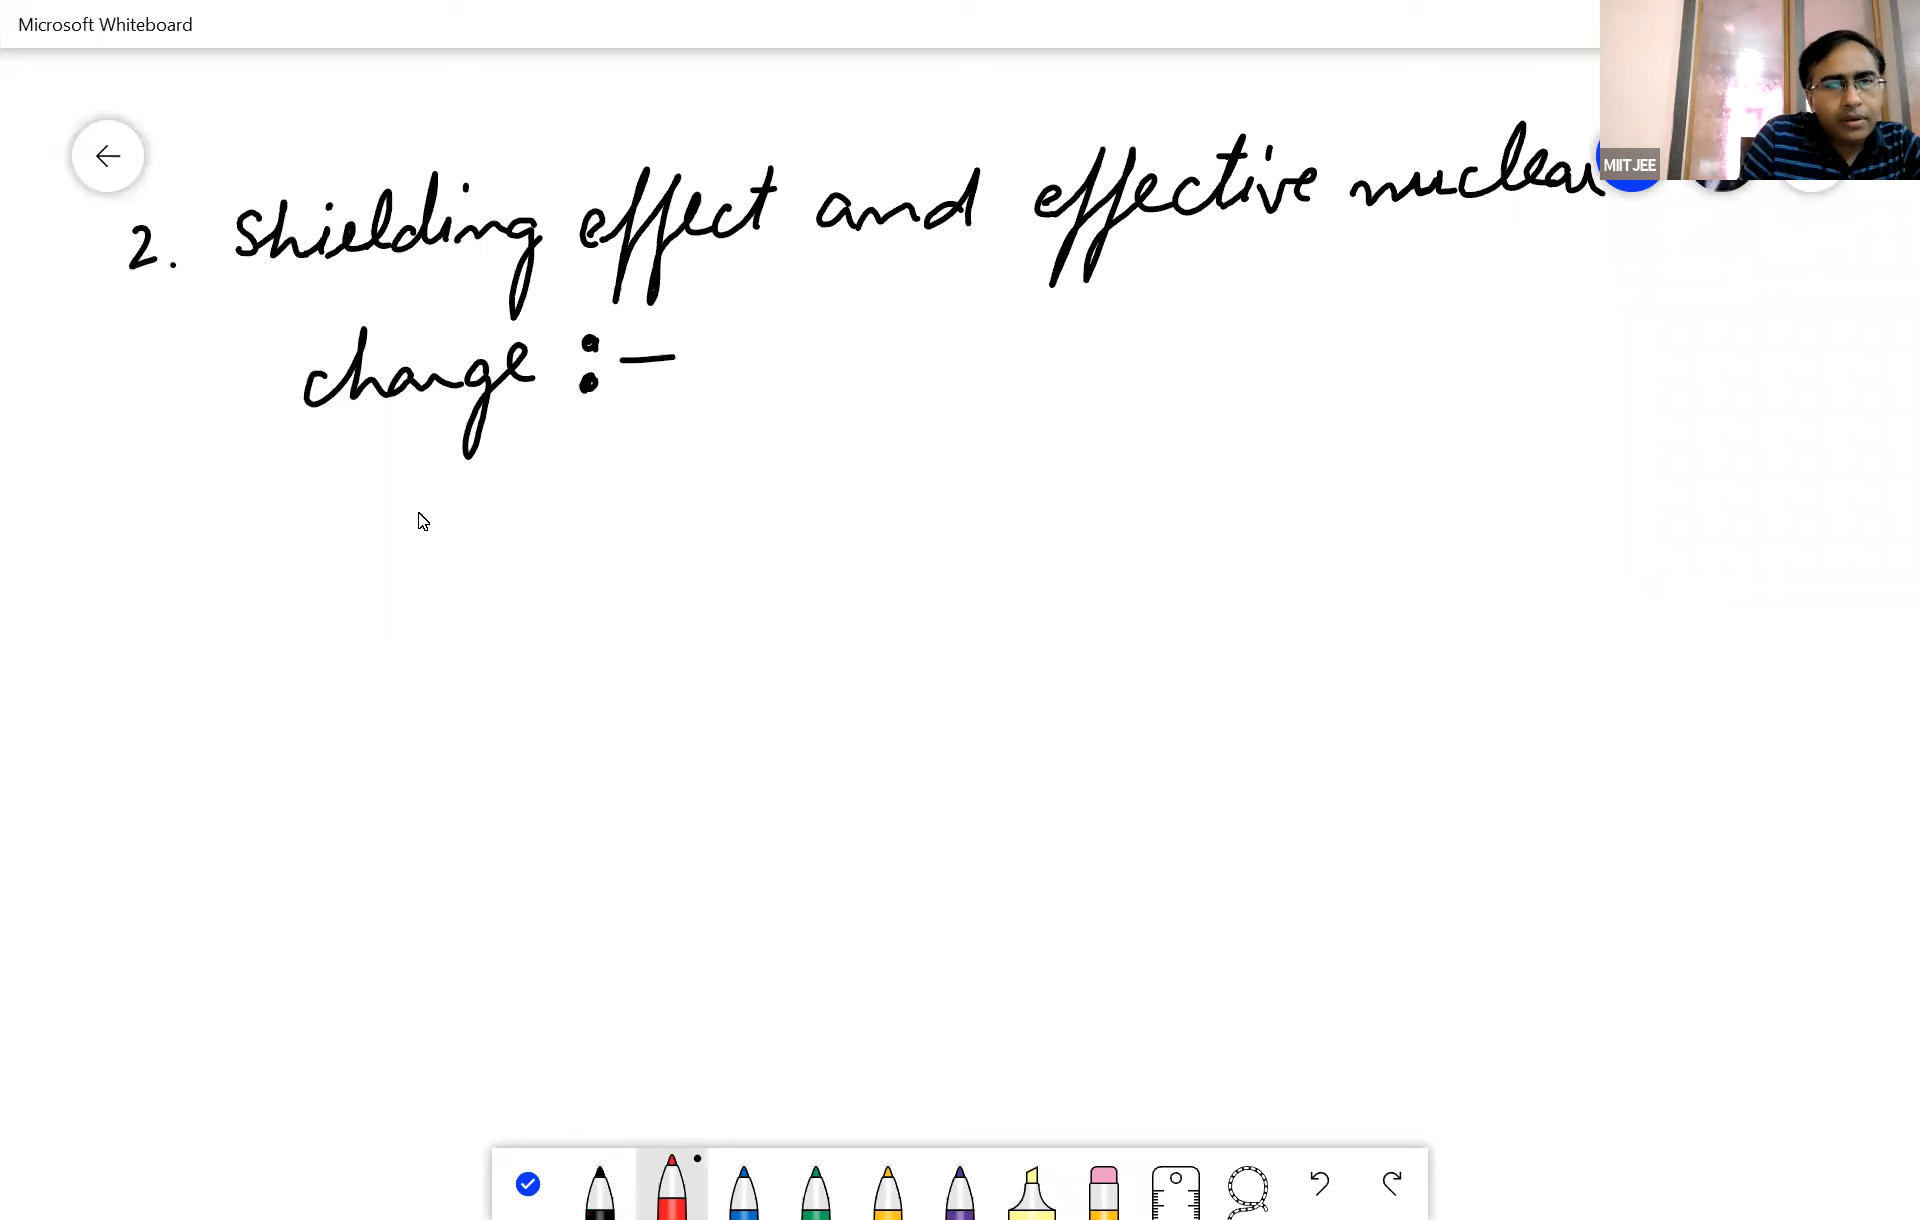 Microsoft Whiteboard
MIIT JEE
2. Shielding effect and effective nuclear
charge :-